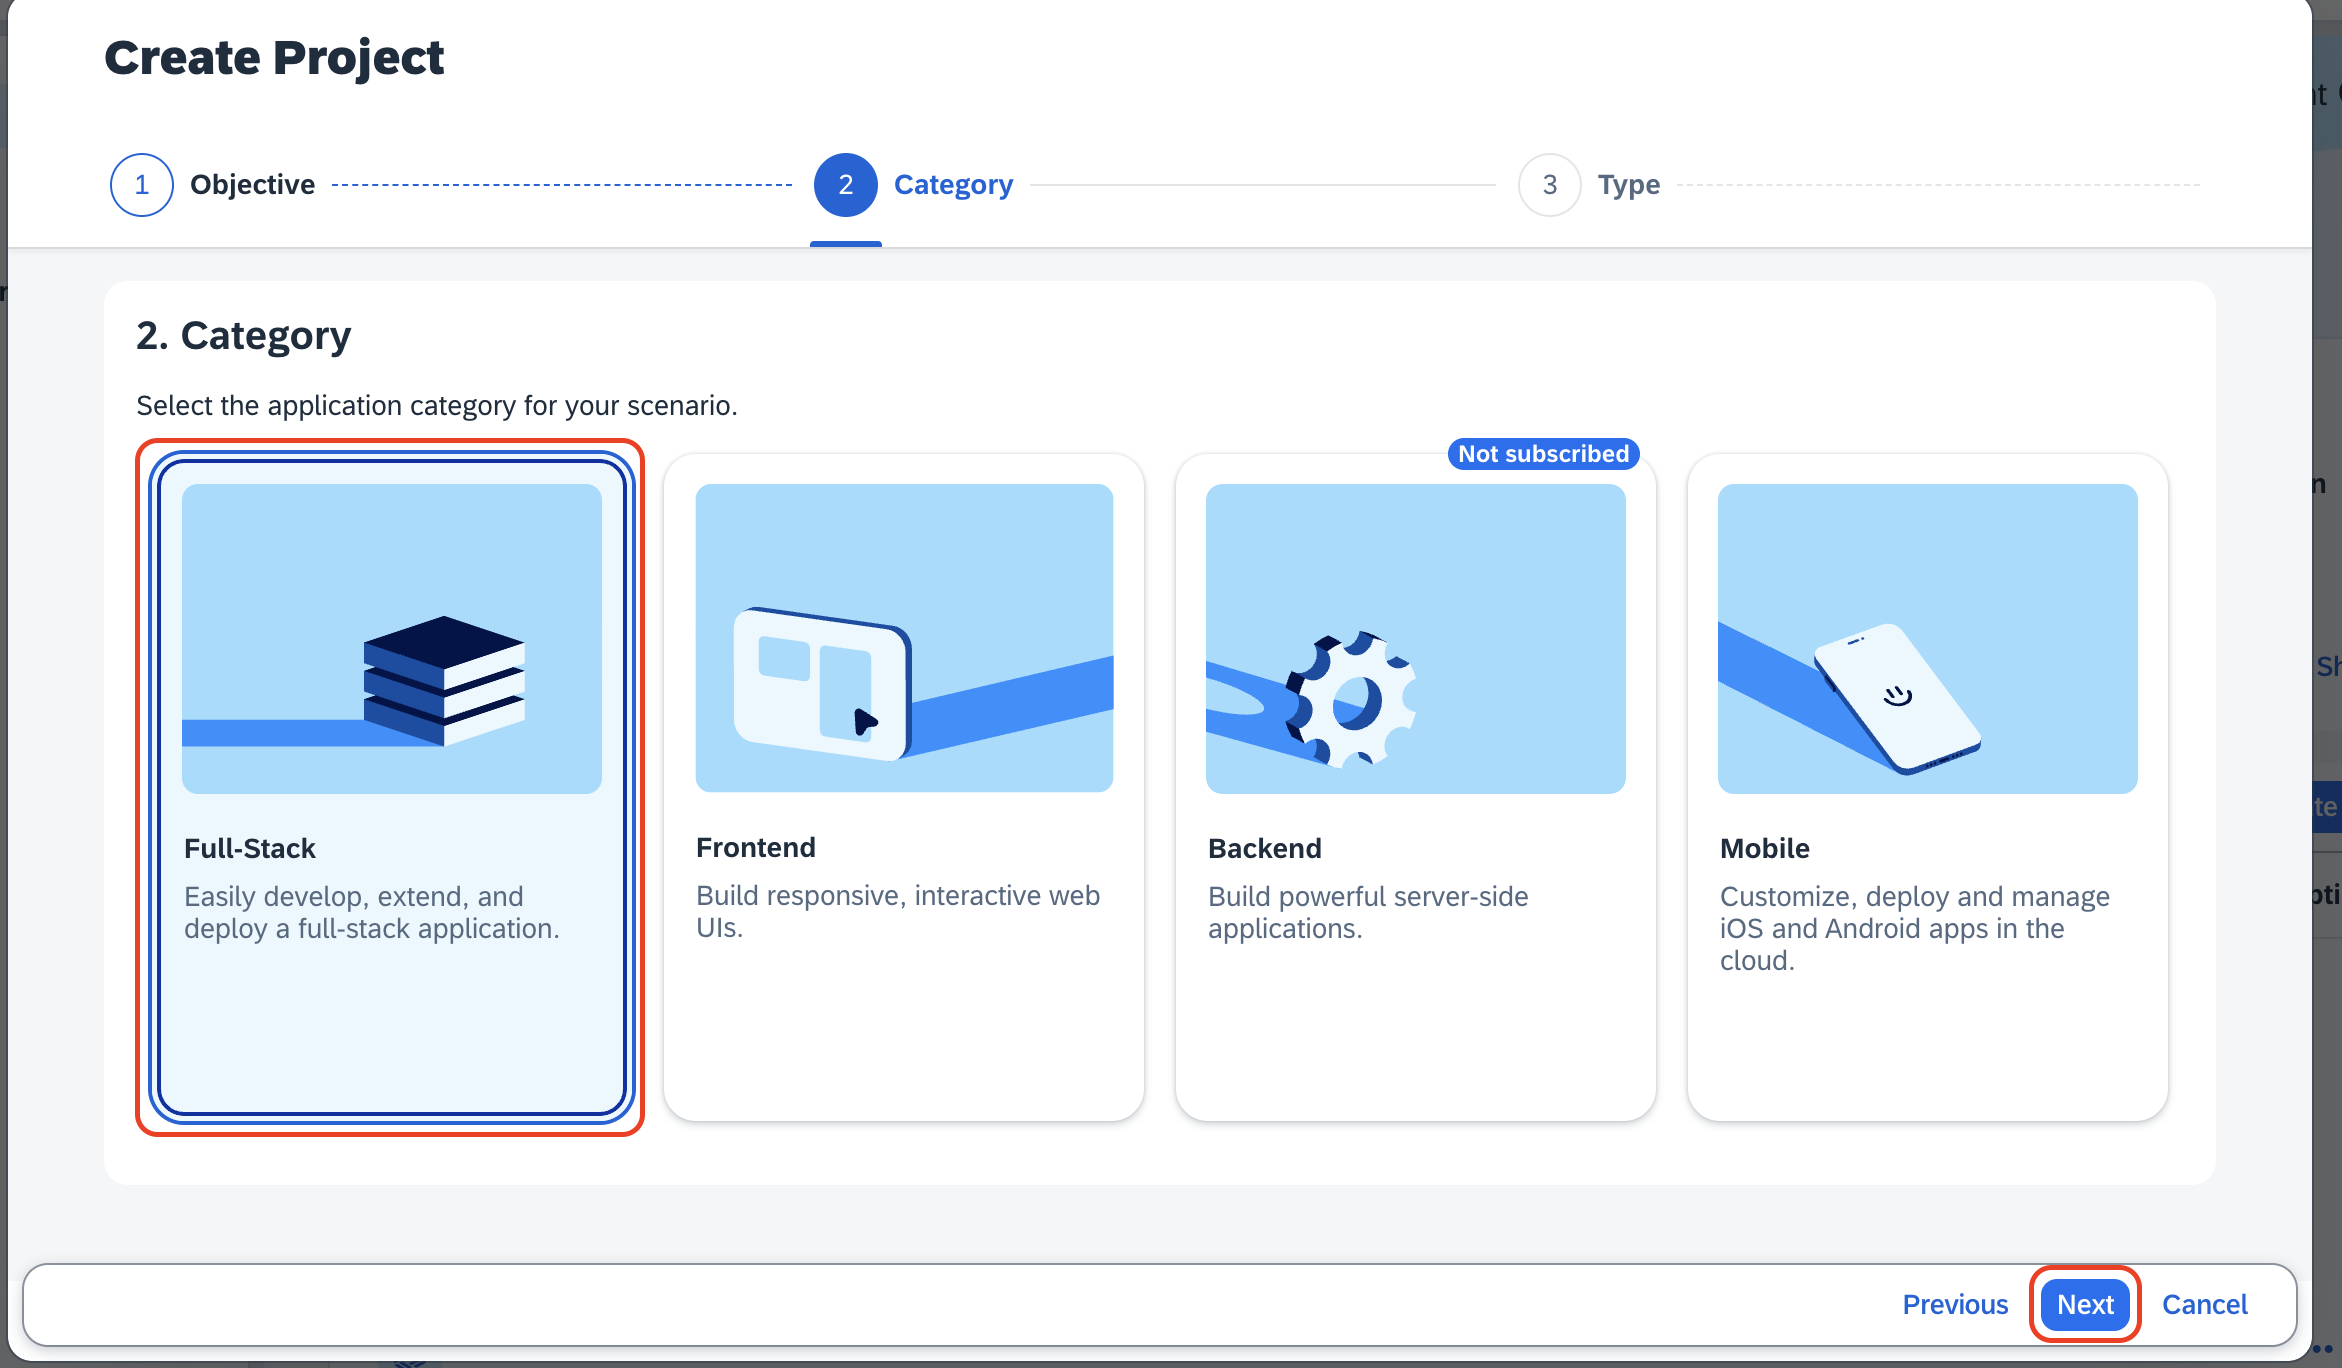 Create Project
1 Objective
2 Category
3 Type
2. Category
Select the application category for your scenario.
Full-Stack
Easily develop, extend, and
deploy a full-stack application.
Frontend
Build responsive, interactive web
UIs.
Not subscribed
Backend
Build powerful server-side
applications.
Mobile
Customize, deploy and manage
iOS and Android apps in the
cloud.
Previous
Next
Cancel